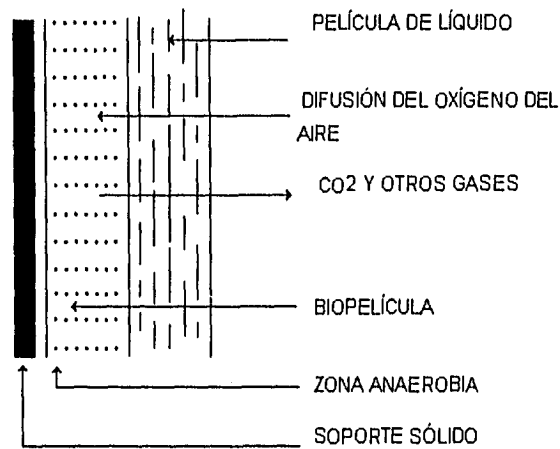 PELÍCULA DE LÍQUIDO
DIFUSIÓN DEL OXÍGENO DEL
AIRE
CO2 Y OTROS GASES
BIOPELÍCULA
ZONA ANAEROBIA
SOPORTE SÓLIDO